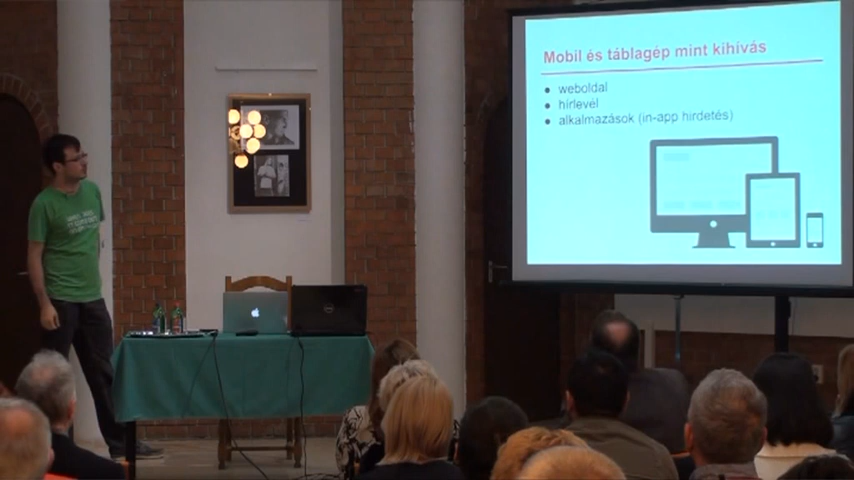 Mobil és táblagép mint kihívás
● weboldal
● hírlevél
● alkalmazások (in-app hirdetés)